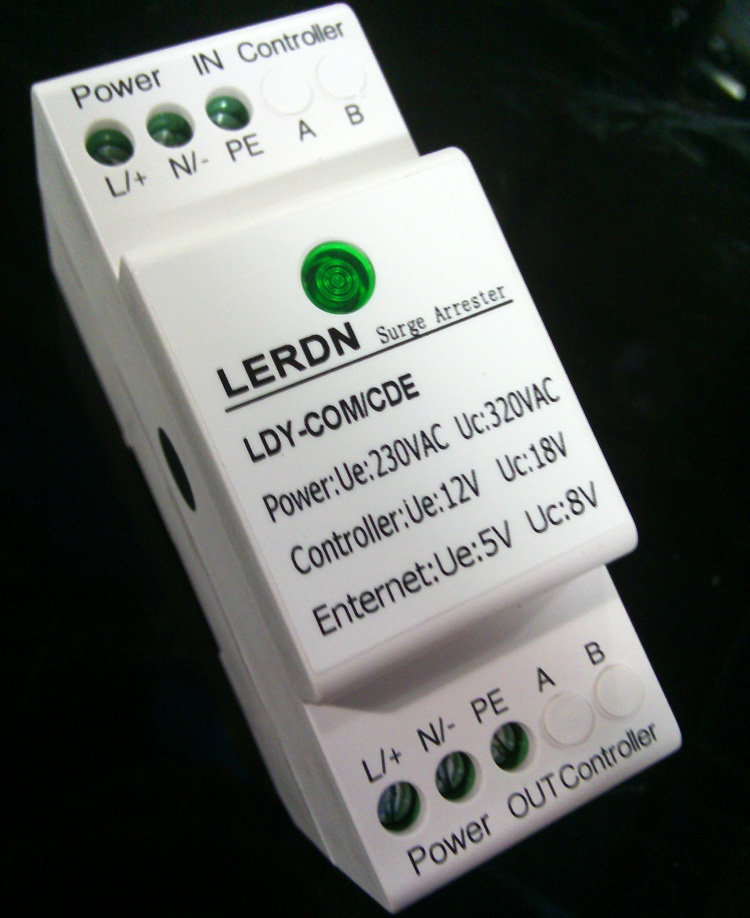 Power IN Controller
L/+ N/- PE A B
LERDN Surge Arrester
LDY-COM/CDE
Power:Ue:230VAC Uc:320VAC
Controller:Ue:12V Uc:18V
Enternet:Ue:5V Uc:8V
L/+ N/- PE A B
Power OUT Controller